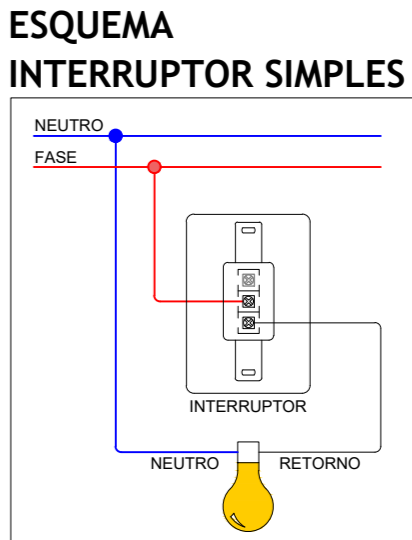 ESQUEMA
INTERRUPTOR SIMPLES
NEUTRO
FASE
INTERRUPTOR
NEUTRO RETORNO